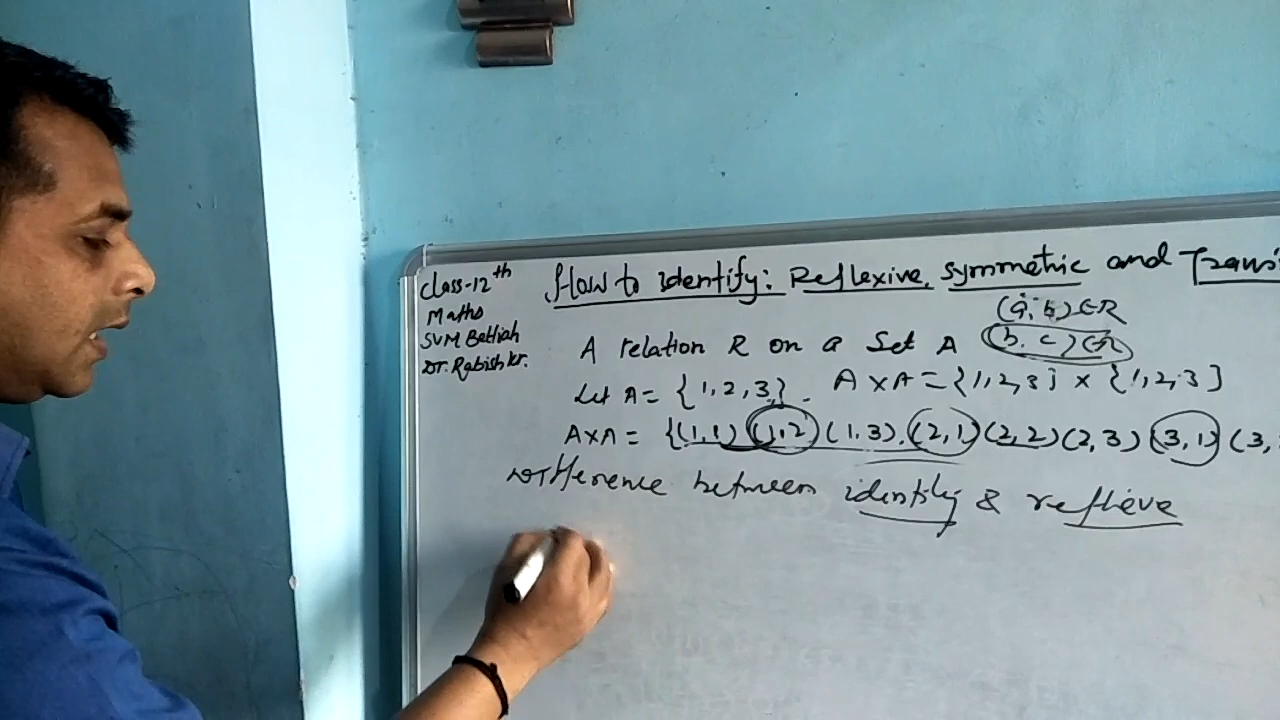 Class-12th
Maths
SVM Bettiah
Dr. Rabish Kr.
How to identify: Reflexive, symmetric and Transi
(a, b) ∈ R
A relation R on a Set A (b, c) ∈ R
Let A = {1, 2, 3}. A x A = {1, 2, 3} x {1, 2, 3}
A x A = {(1,1) (1,2) (1,3), (2,1) (2,2) (2,3) (3,1) (3,
Difference between identity & reflieve